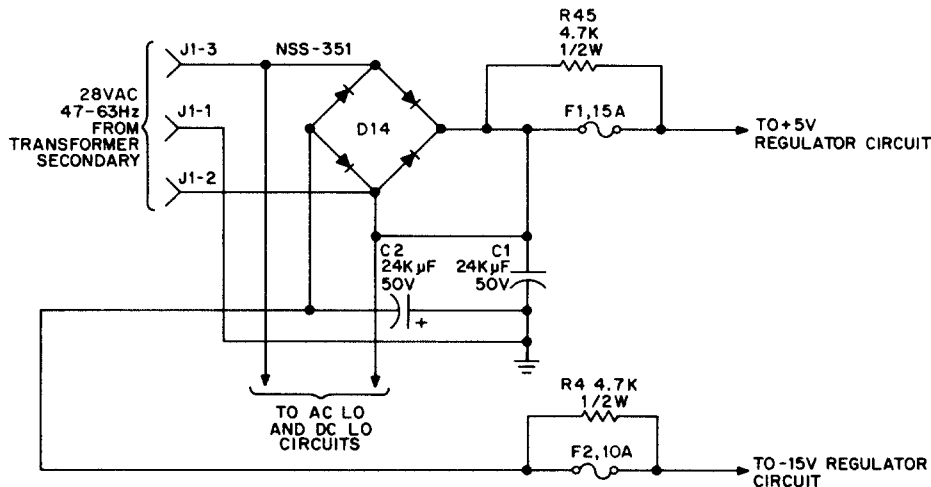 R45
4.7K
1/2W
J1-3
NSS-351
28VAC
47-63Hz
FROM
TRANSFORMER
SECONDARY
J1-1
D14
F1,15A
TO+5V
REGULATOR CIRCUIT
J1-2
C2
24KµF
50V
+
C1
24KµF
50V
TO AC LO
AND DC LO
CIRCUITS
R4 4.7K
1/2W
F2,10A
TO-15V REGULATOR
CIRCUIT